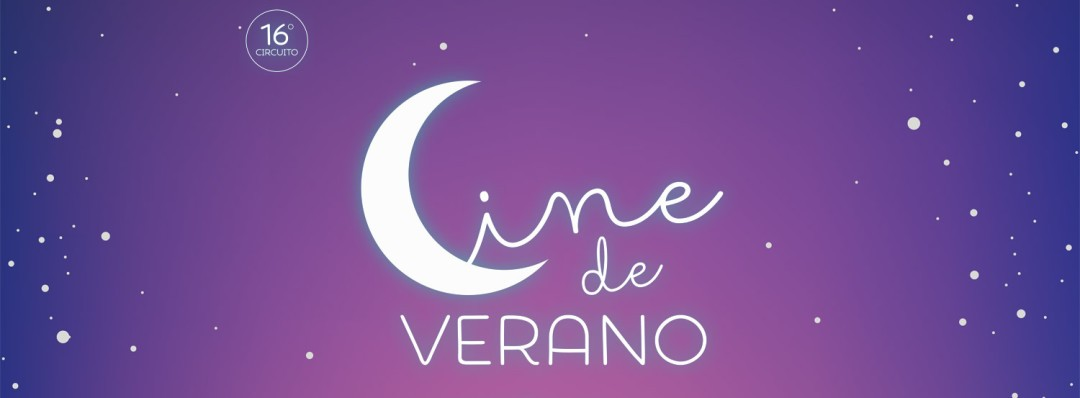 16°
CIRCUITO
Cine
de
VERANO